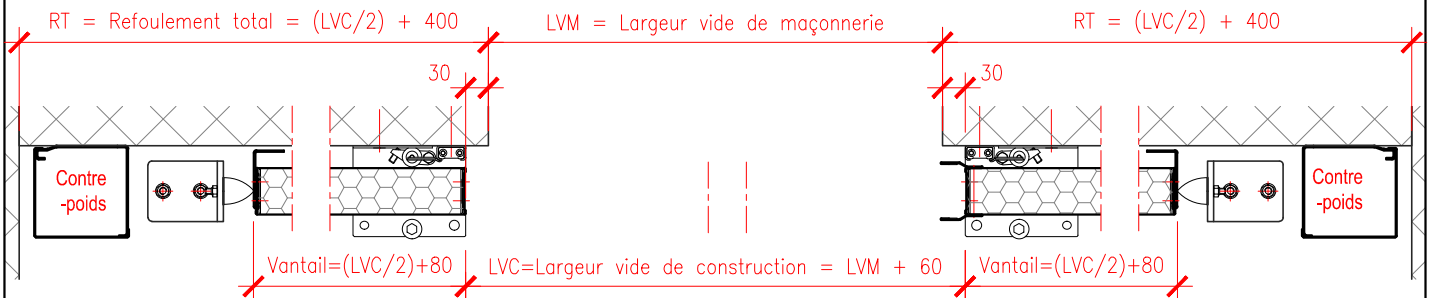 RT = Refoulement total = (LVC/2) + 400
LVM = Largeur vide de maçonnerie
RT = (LVC/2) + 400
30
30
Contre
-poids
Contre
-poids
Vantail=(LVC/2)+80
LVC=Largeur vide de construction = LVM + 60
Vantail=(LVC/2)+80